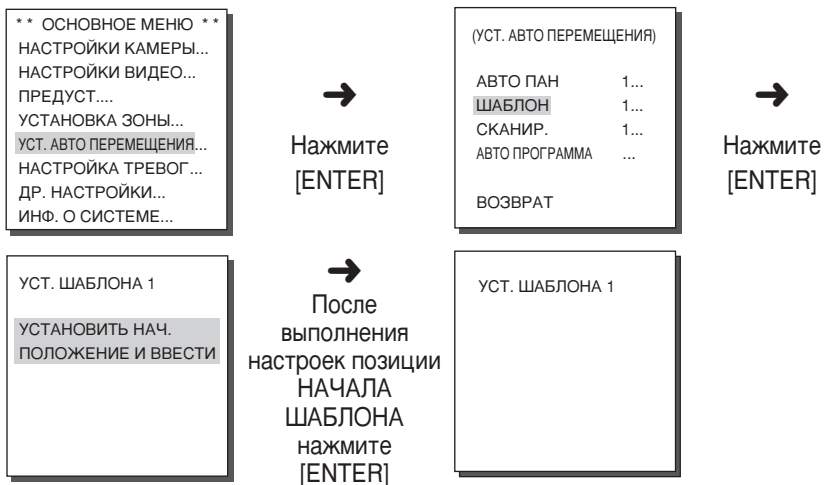 * * ОСНОВНОЕ МЕНЮ * *
НАСТРОЙКИ КАМЕРЫ...
НАСТРОЙКИ ВИДЕО...
ПРЕДУСТ....
УСТАНОВКА ЗОНЫ...
УСТ. АВТО ПЕРЕМЕЩЕНИЯ...
НАСТРОЙКА ТРЕВОГ...
ДР. НАСТРОЙКИ...
ИНФ. О СИСТЕМЕ...
➜
Нажмите
[ENTER]
(УСТ. АВТО ПЕРЕМЕЩЕНИЯ)
АВТО ПАН 1...
ШАБЛОН 1...
СКАНИР. 1...
АВТО ПРОГРАММА ...
ВОЗВРАТ
➜
Нажмите
[ENTER]
УСТ. ШАБЛОНА 1
УСТАНОВИТЬ НАЧ.
ПОЛОЖЕНИЕ И ВВЕСТИ
➜
После
выполнения
настроек позиции
НАЧАЛА
ШАБЛОНА
нажмите
[ENTER]
УСТ. ШАБЛОНА 1